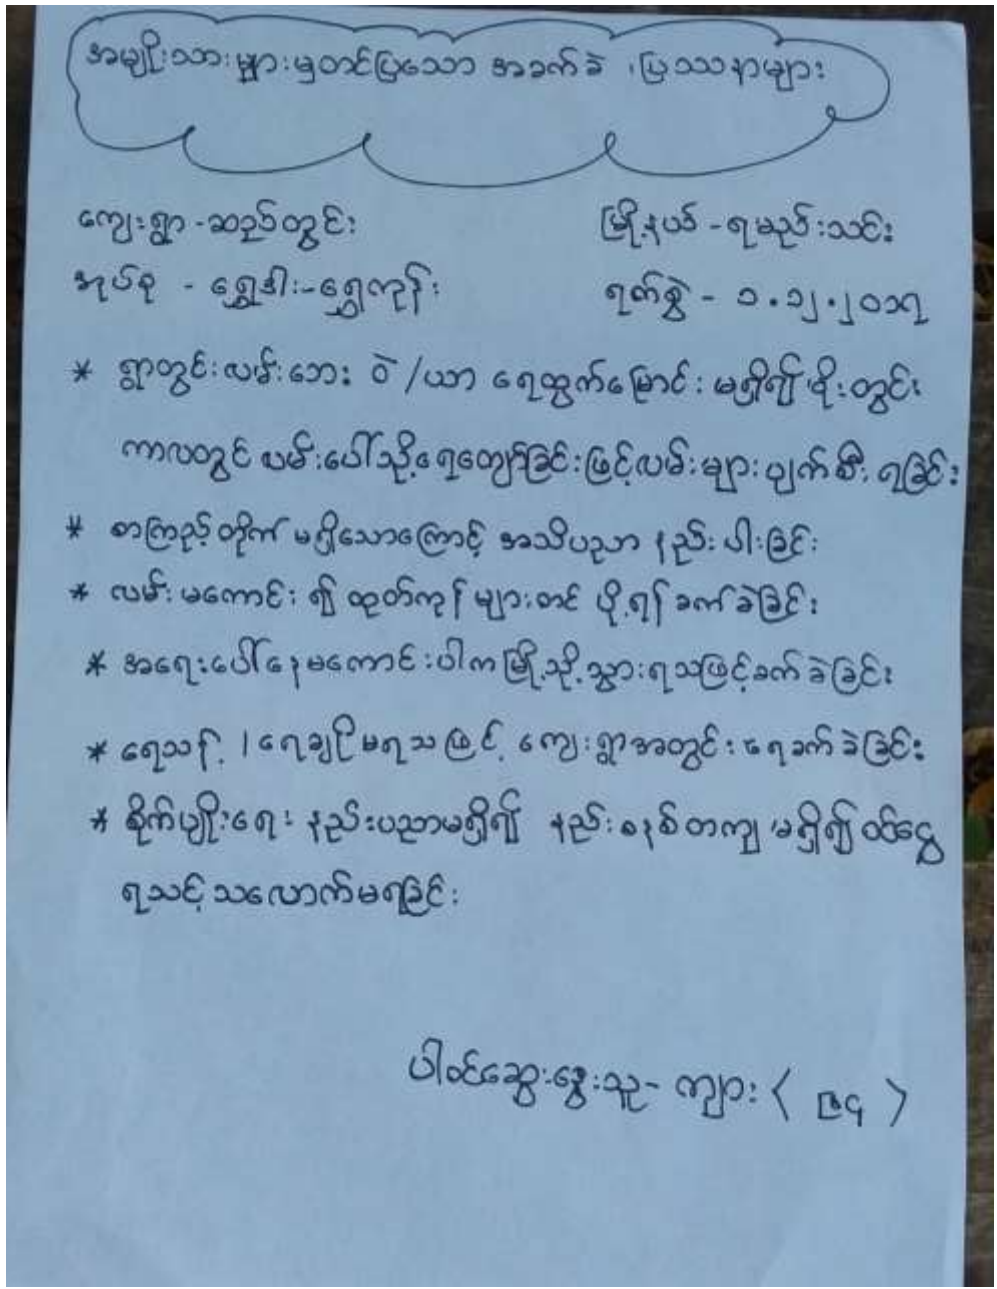 အမျိုးသားများမှတင်ပြသော အခက်ခဲ ၊ ပြဿနာများ
ကျေးရွာ - ဆည်တွင်း မြို့နယ် - ရမည်းသင်း
အုပ်စု - ရွှေဒါး - ရွှေကုန်း ရက်စွဲ - ၁.၁၂.၂၀၁၇
* ရွာတွင်းလမ်းဘေး ဝဲ /ယာ ရေထွက်မြောင်း မရှိ၍ မိုးတွင်း
ကာလတွင် လမ်းပေါ်သို့ရေကျော်ခြင်းဖြင့်လမ်းများပျက်စီးရခြင်း
* စာကြည့်တိုက် မရှိသောကြောင့် အသိပညာ နည်းပါးခြင်း
* လမ်းမကောင်း၍ ထုတ်ကုန်များတင်ပို့ရန် ခက်ခဲခြင်း
* အရေးပေါ်နေမကောင်းပါကမြို့သို့သွားရသဖြင့်ခက်ခဲခြင်း
* ရေသန့် / ရေချိုမရသဖြင့် ကျေးရွာအတွင်း ရေခက်ခဲခြင်း
* စိုက်ပျိုးရေး နည်းပညာမရှိ၍ နည်းစနစ်တကျ မရှိ၍ ဝင်ငွေ
ရသင့်သလောက်မရခြင်း
ပါဝင်ဆွေးနွေးသူ - ကျား ( ၉၄ )